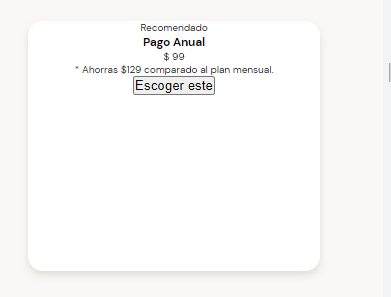 Recomendado
Pago Anual
$ 99
* Ahorras $129 comparado al plan mensual.
Escoger este